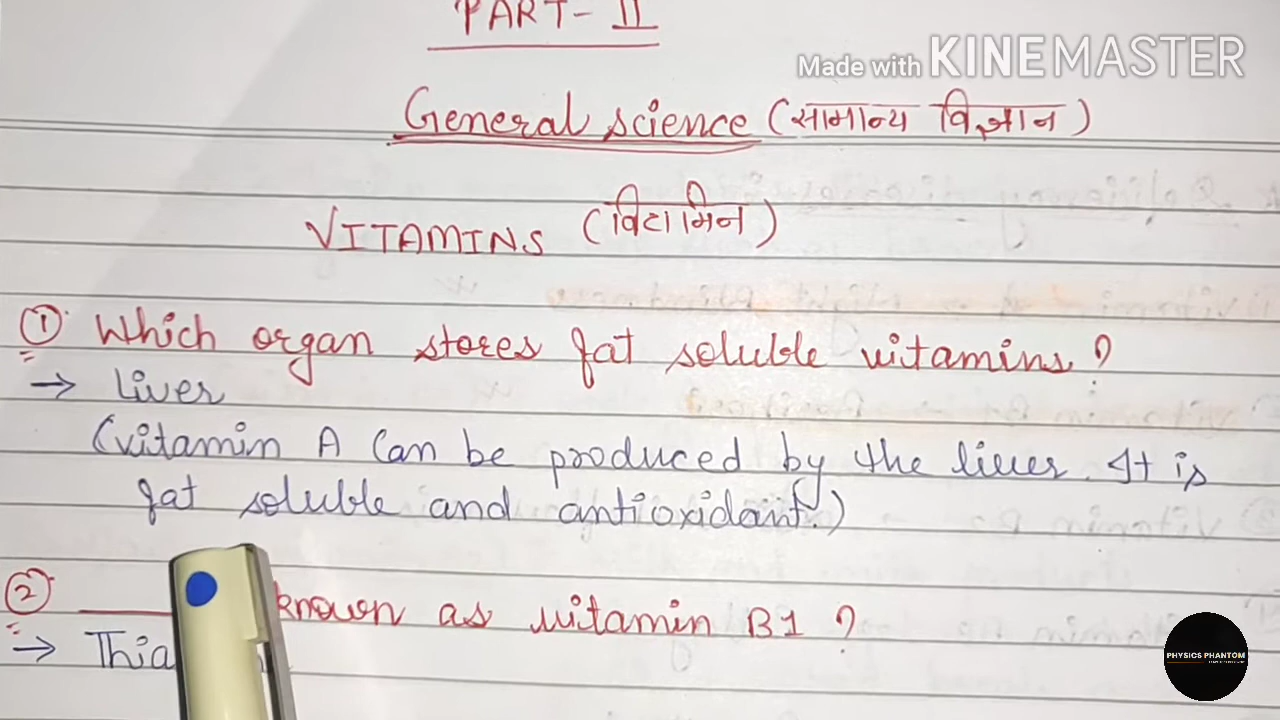 PART-II
Made with KINEMASTER
General science (सामान्य विज्ञान)
VITAMINS (विटामिन)
① Which organ stores fat soluble vitamins?
→ Liver
(vitamin A can be produced by the liver. It is
fat soluble and antioxidant.)
② ______ known as vitamin B1 ?
→ Thia
PHYSICS PHANTOM